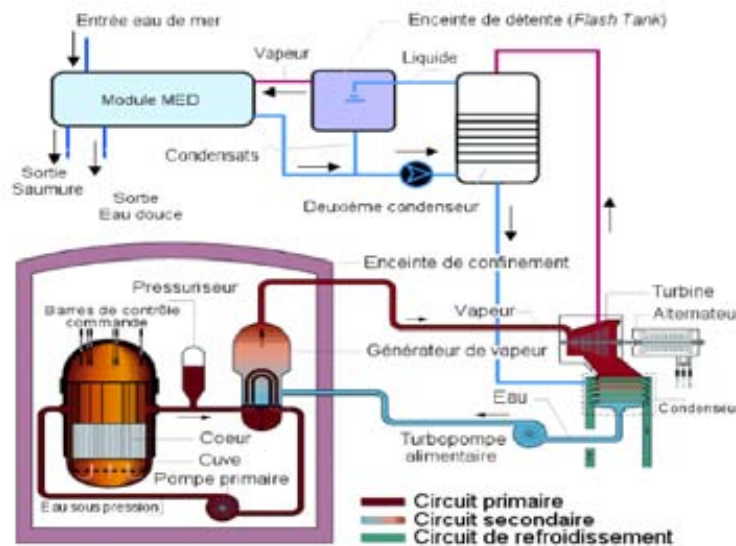 Entrée eau de mer
Enceinte de détente (Flash Tank)
Vapeur
Liquide
Module MED
Condensats
Sortie
Saumure
Sortie
Eau douce
Deuxième condenseur
Enceinte de confinement
Pressuriseur
Barres de contrôle
commande
Vapeur
Turbine
Alternateu
Générateur de vapeur
Eau
Condenseu
Coeur
Turbopompe
alimentaire
Cuve
Pompe primaire
(Eau sous pression)
Circuit primaire
Circuit secondaire
Circuit de refroidissement